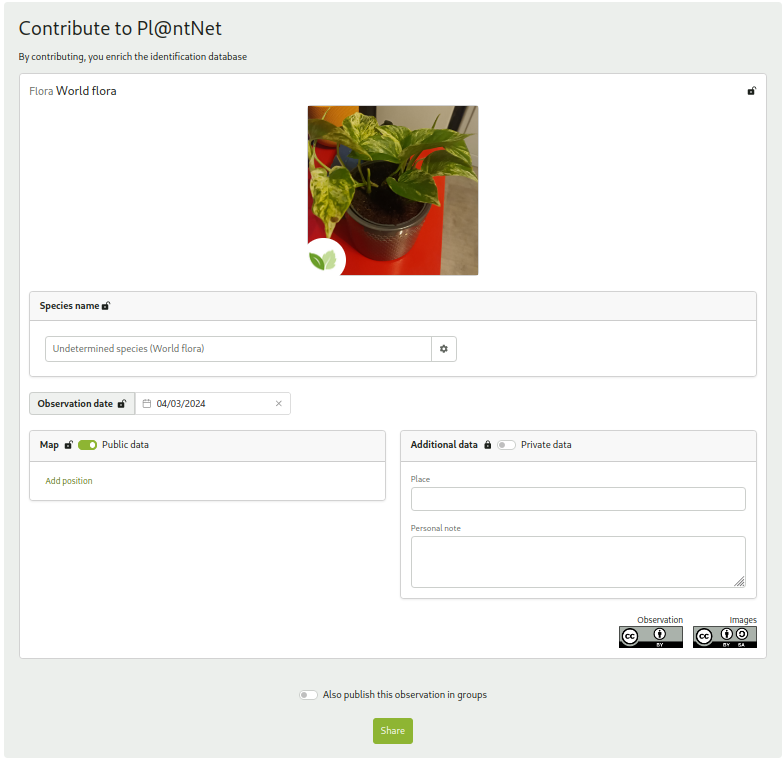 Contribute to Pl@ntNet
By contributing, you enrich the identification database
Flora World flora
Species name
Undetermined species (World flora)
Observation date 04/03/2024
Map Public data
Add position
Additional data Private data
Place
Personal note
Observation Images
cc BY cc BY SA
Also publish this observation in groups
Share